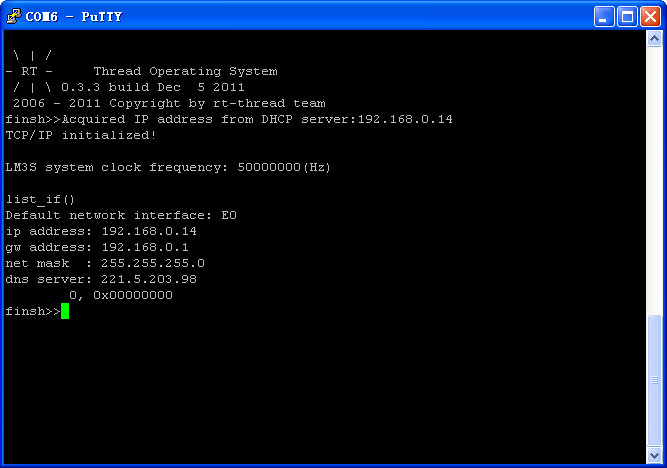 COM6 - PuTTY
 \ | /
- RT -     Thread Operating System
 / | \ 0.3.3 build Dec  5 2011
 2006 - 2011 Copyright by rt-thread team
finsh>>Acquired IP address from DHCP server:192.168.0.14
TCP/IP initialized!
LM3S system clock frequency: 50000000(Hz)
list_if()
Default network interface: E0
ip address: 192.168.0.14
gw address: 192.168.0.1
net mask  : 255.255.255.0
dns server: 221.5.203.98
        0, 0x00000000
finsh>>